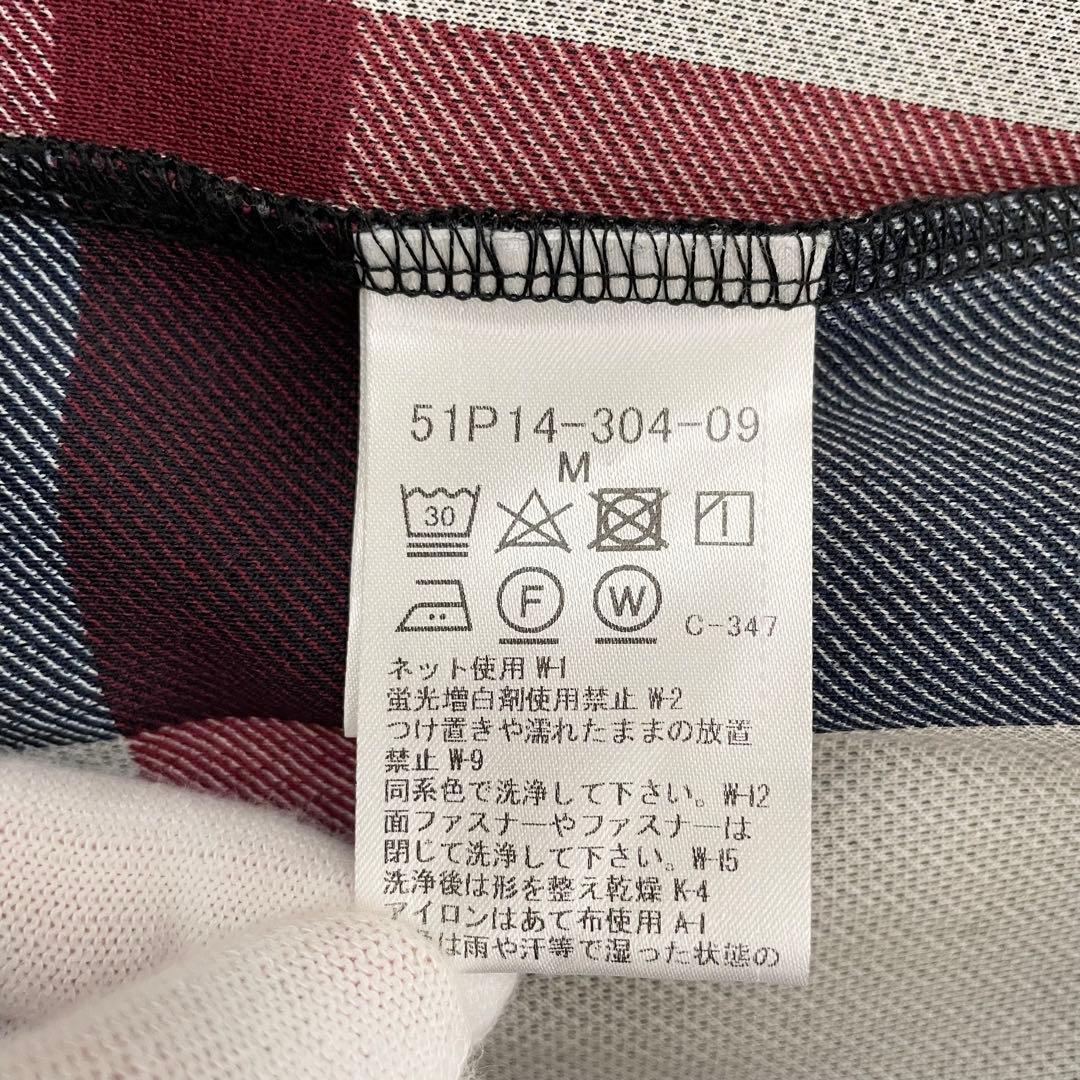 51P14-304-09
M
30
F W C-347
ネット使用 W-1
蛍光増白剤使用禁止 W-2
つけ置きや濡れたままの放置
禁止 W-9
同系色で洗浄して下さい。W-12
面ファスナーやファスナーは
閉じて洗浄して下さい。W-15
洗浄後は形を整え乾燥 K-4
アイロンはあて布使用 A-1
は雨や汗等で湿った状態の